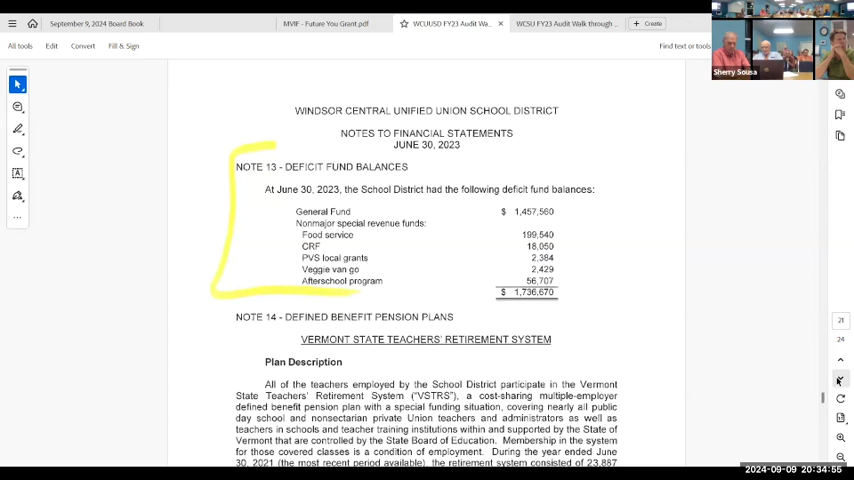 September 9, 2024 Board Book
MVIF - Future You Grant.pdf
WCUUSD FY23 Audit Wa...
WCSU FY23 Audit Walk through ...
+ Create
All tools
Edit
Convert
Fill & Sign
Find text or tools
Sherry Sousa
WINDSOR CENTRAL UNIFIED UNION SCHOOL DISTRICT
NOTES TO FINANCIAL STATEMENTS
JUNE 30, 2023
NOTE 13 - DEFICIT FUND BALANCES
At June 30, 2023, the School District had the following deficit fund balances:
General Fund $ 1,457,560
Nonmajor special revenue funds:
Food service 199,540
CRF 18,050
PVS local grants 2,384
Veggie van go 2,429
Afterschool program 56,707
$ 1,736,670
NOTE 14 - DEFINED BENEFIT PENSION PLANS
VERMONT STATE TEACHERS' RETIREMENT SYSTEM
Plan Description
All of the teachers employed by the School District participate in the Vermont
State Teachers' Retirement System ("VSTRS"), a cost-sharing multiple-employer
defined benefit pension plan with a special funding situation, covering nearly all public
day school and nonsectarian private Union teachers and administrators as well as
teachers in schools and teacher training institutions within and supported by the State of
Vermont that are controlled by the State Board of Education. Membership in the system
for those covered classes is a condition of employment. During the year ended June
30, 2021 (the most recent period available), the retirement system consisted of 23,887
21
24
2024-09-09 20:34:55